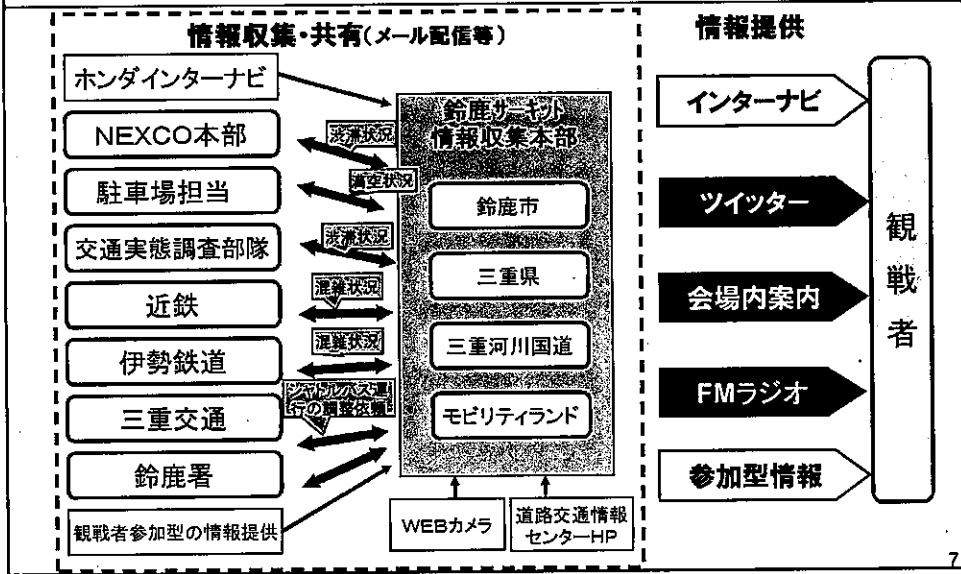 情報収集・共有(メール配信等)
情報提供
ホンダインターナビ
NEXCO本部
駐車場担当
交通実態調査部隊
近鉄
伊勢鉄道
三重交通
鈴鹿署
観戦者参加型の情報提供
渋滞状況
満空状況
渋滞状況
混雑状況
混雑状況
シャトルバス運
行の調整依頼
鈴鹿サーキット
情報収集本部
鈴鹿市
三重県
三重河川国道
モビリティランド
WEBカメラ
道路交通情報
センターHP
インターナビ
ツイッター
会場内案内
FMラジオ
参加型情報
観戦者
7